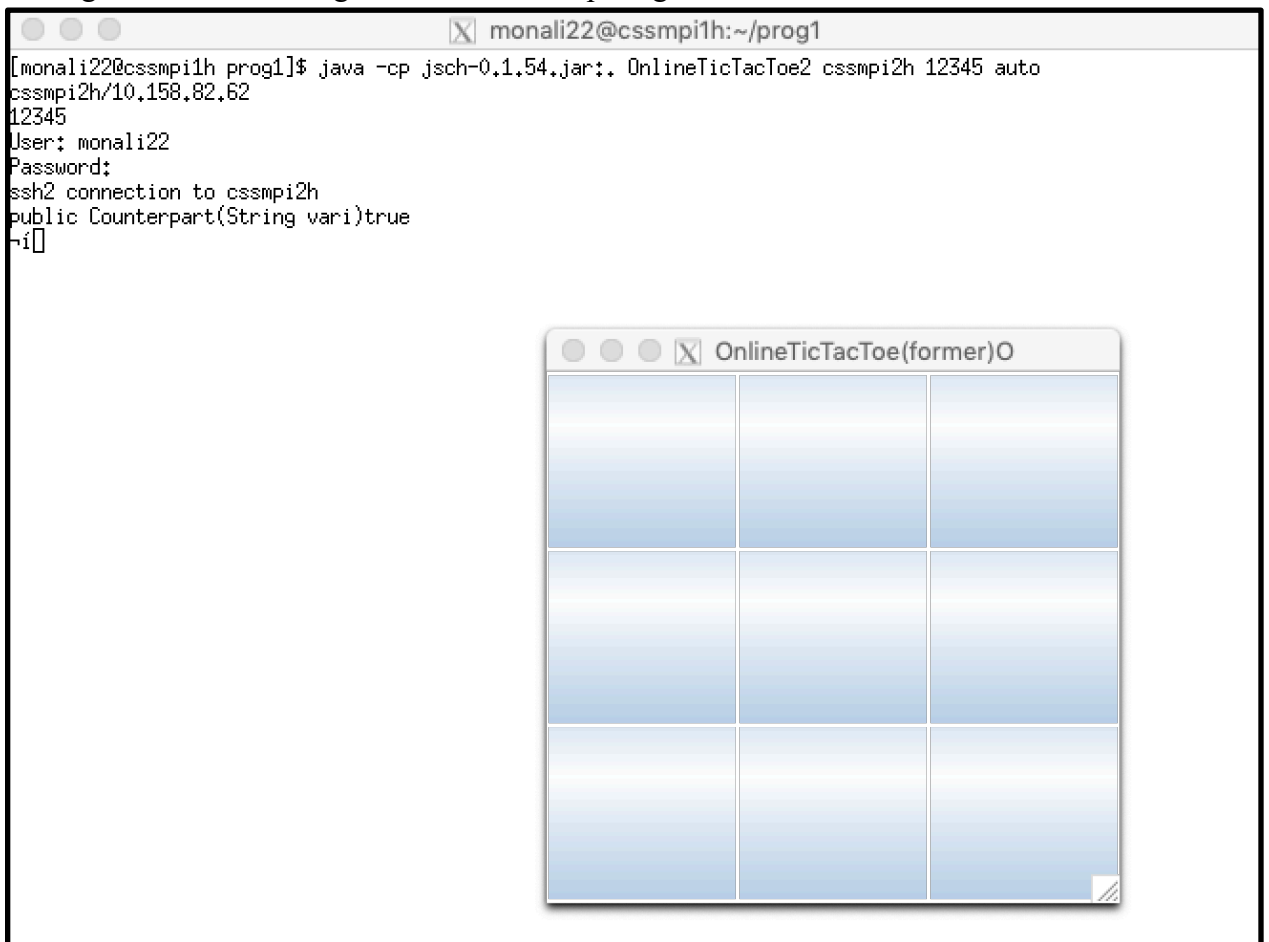 monali22@cssmpi1h:~/prog1
[monali22@cssmpi1h prog1]$ java -cp jsch-0.1.54.jar:. OnlineTicTacToe2 cssmpi2h 12345 auto
cssmpi2h/10.158.82.62
12345
User: monali22
Password:
ssh2 connection to cssmpi2h
public Counterpart(String vari)true
¬í
OnlineTicTacToe(former)O